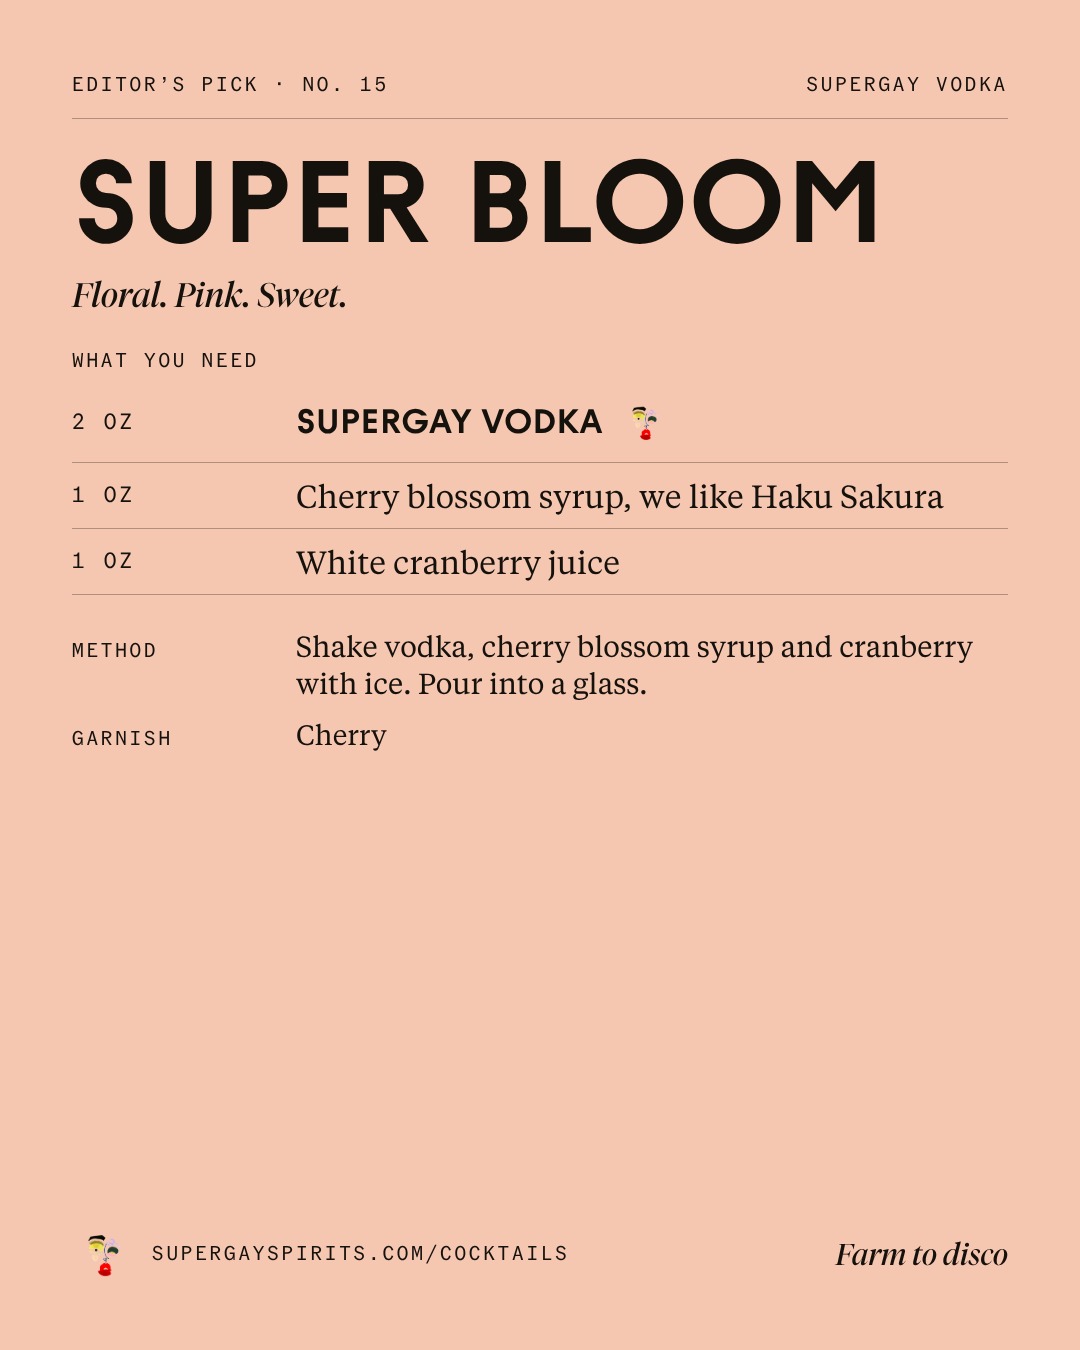 EDITOR’S PICK · NO. 15
SUPERGAY VODKA
SUPER BLOOM
Floral. Pink. Sweet.
WHAT YOU NEED
2 OZ SUPERGAY VODKA
1 OZ Cherry blossom syrup, we like Haku Sakura
1 OZ White cranberry juice
METHOD Shake vodka, cherry blossom syrup and cranberry
with ice. Pour into a glass.
GARNISH Cherry
SUPERGAYSPIRITS.COM/COCKTAILS
Farm to disco